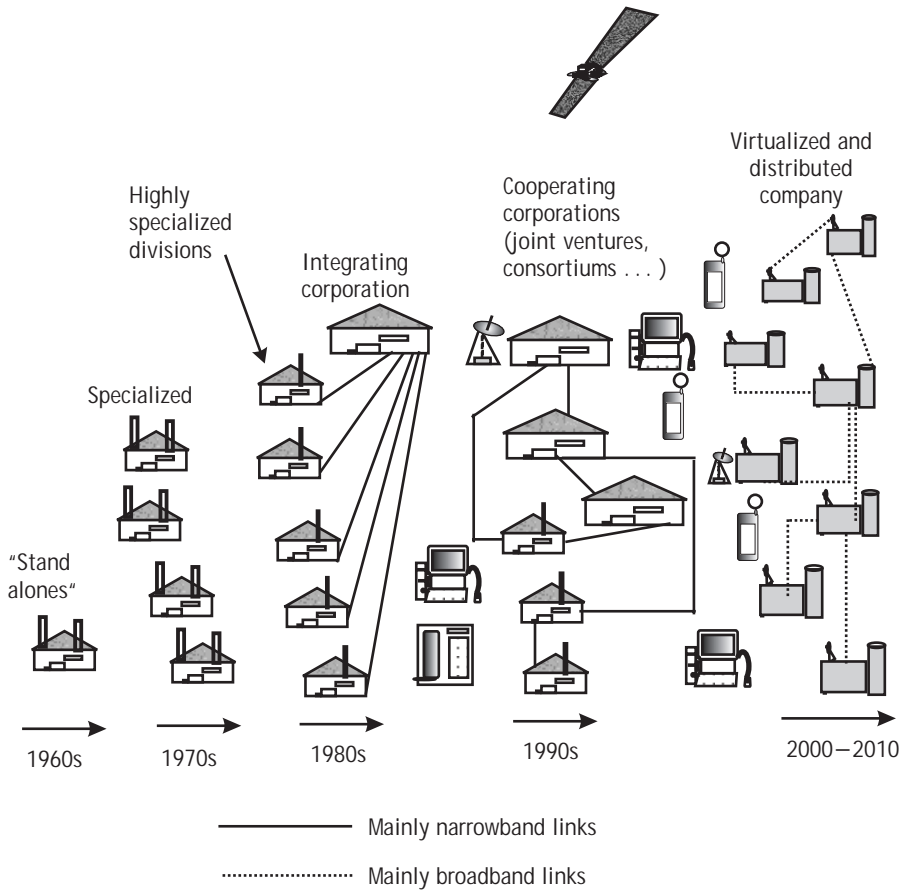 Virtualized and
distributed
company
Cooperating
corporations
(joint ventures,
consortiums . . . )
Highly
specialized
divisions
Integrating
corporation
Specialized
“Stand
alones“
1960s
1970s
1980s
1990s
2000–2010
Mainly narrowband links
Mainly broadband links